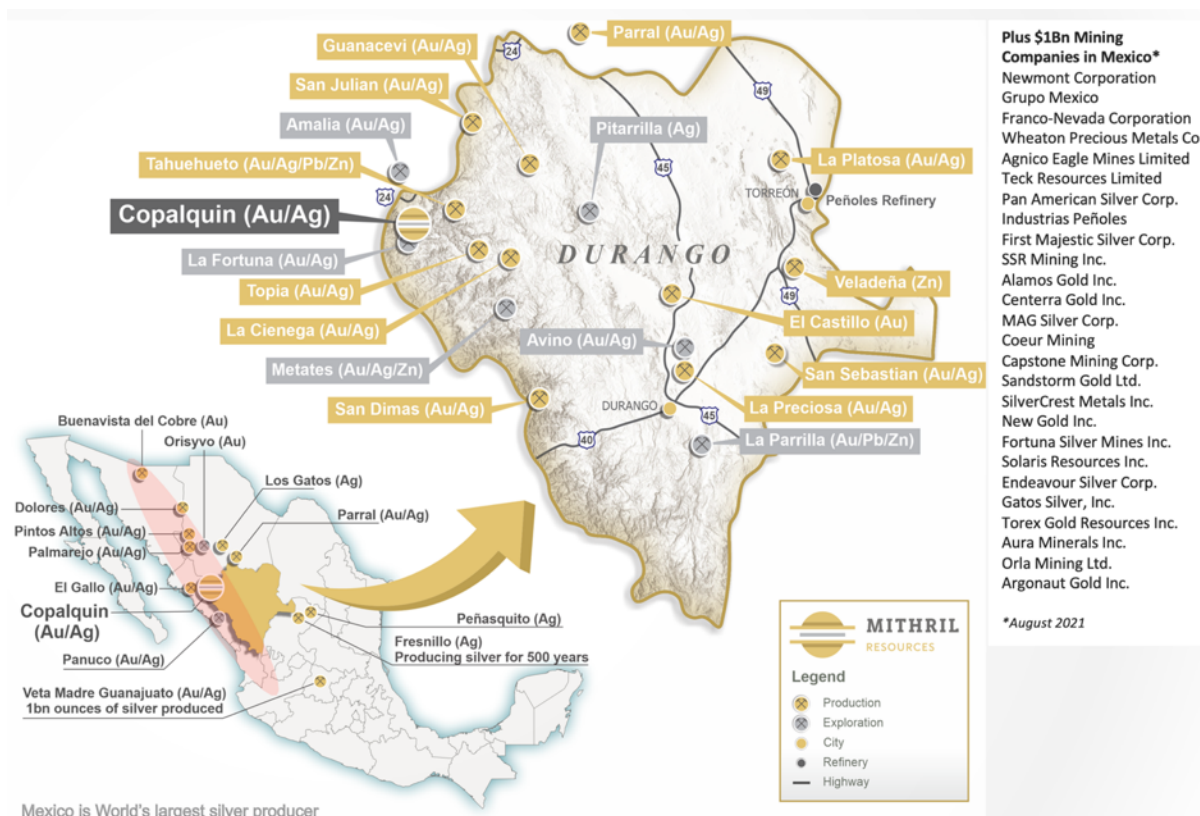 Parral (Au/Ag)
Guanacevi (Au/Ag)
24
San Julian (Au/Ag)
49
Amalia (Au/Ag)
Pitarrilla (Ag)
Tahuehueto (Au/Ag/Pb/Zn)
La Platosa (Au/Ag)
45
24
TORREÓN
Peñoles Refinery
Copalquin (Au/Ag)
DURANGO
La Fortuna (Au/Ag)
Topia (Au/Ag)
Veladeña (Zn)
49
La Cienega (Au/Ag)
El Castillo (Au)
Avino (Au/Ag)
Metates (Au/Ag/Zn)
San Sebastian (Au/Ag)
San Dimas (Au/Ag)
DURANGO
La Preciosa (Au/Ag)
45
40
La Parrilla (Au/Pb/Zn)
Buenavista del Cobre (Au)
Orisyvo (Au)
Los Gatos (Ag)
Dolores (Au/Ag)
Parral (Au/Ag)
Pintos Altos (Au/Ag)
Palmarejo (Au/Ag)
El Gallo (Au/Ag)
Copalquin
(Au/Ag)
Peñasquito (Ag)
Fresnillo (Ag)
Producing silver for 500 years
Panuco (Au/Ag)
Veta Madre Guanajuato (Au/Ag)
1bn ounces of silver produced
Mexico is World's largest silver producer
MITHRIL
RESOURCES
Legend
Production
Exploration
City
Refinery
Highway
Plus $1Bn Mining
Companies in Mexico*
Newmont Corporation
Grupo Mexico
Franco-Nevada Corporation
Wheaton Precious Metals Co
Agnico Eagle Mines Limited
Teck Resources Limited
Pan American Silver Corp.
Industrias Peñoles
First Majestic Silver Corp.
SSR Mining Inc.
Alamos Gold Inc.
Centerra Gold Inc.
MAG Silver Corp.
Coeur Mining
Capstone Mining Corp.
Sandstorm Gold Ltd.
SilverCrest Metals Inc.
New Gold Inc.
Fortuna Silver Mines Inc.
Solaris Resources Inc.
Endeavour Silver Corp.
Gatos Silver, Inc.
Torex Gold Resources Inc.
Aura Minerals Inc.
Orla Mining Ltd.
Argonaut Gold Inc.
*August 2021